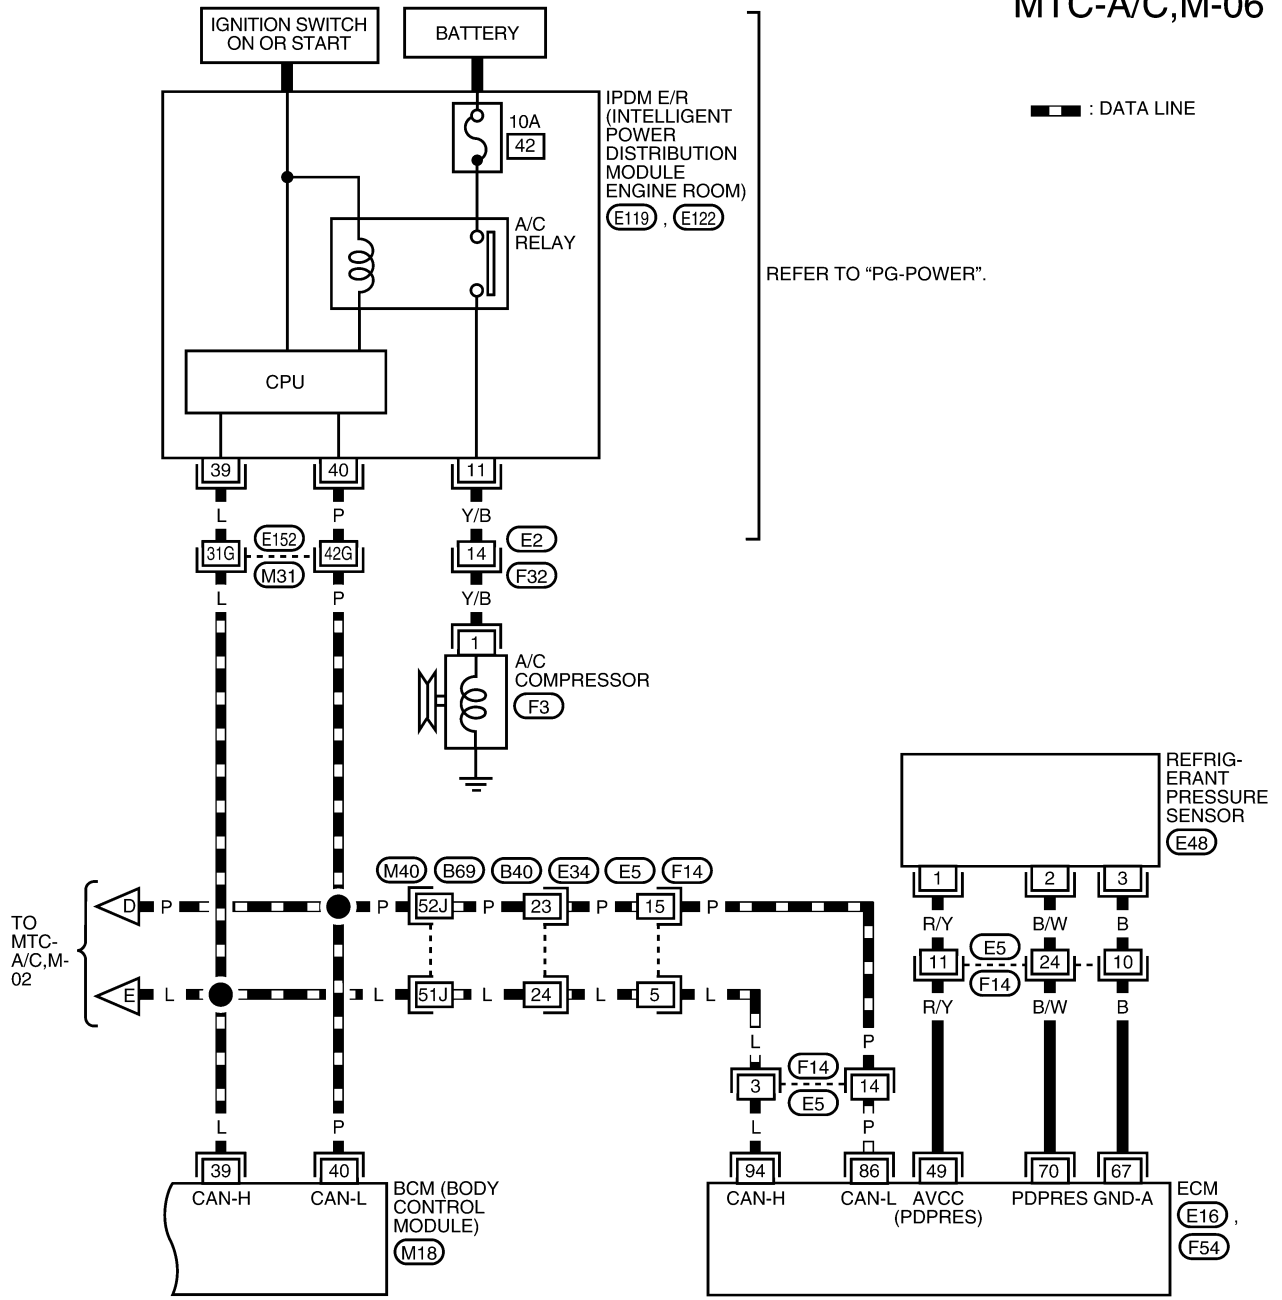 MTC-A/C,M-06
IGNITION SWITCH
ON OR START
BATTERY
: DATA LINE
10A
42
IPDM E/R
(INTELLIGENT
POWER
DISTRIBUTION
MODULE
ENGINE ROOM)
E119 , E122
A/C
RELAY
REFER TO “PG-POWER”.
CPU
39 40 11
L P Y/B
31G E152 42G 14 E2
M31 F32
L P Y/B
1
A/C
COMPRESSOR
F3
REFRIG-
ERANT
PRESSURE
SENSOR
E48
1 2 3
R/Y B/W B
11 E5 24 10
F14
R/Y B/W B
M40 B69 B40 E34 E5 F14
TO
MTC-
A/C,M-
02
D P P 52J P 23 P 15 P
E L L 51J L 24 L 5 L
L P
3 F14 14
E5
L P L P
39 40 94 86 49 70 67
CAN-H CAN-L
BCM (BODY
CONTROL
MODULE)
M18
CAN-H CAN-L AVCC
(PDPRES)
PDPRES GND-A
ECM
E16 ,
F54